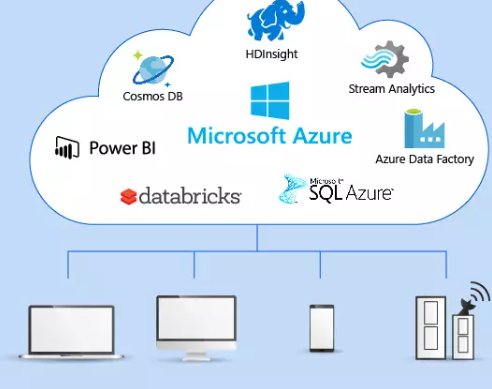 HDInsight
Cosmos DB
Stream Analytics
Microsoft Azure
Power BI
Azure Data Factory
databricks
Microsoft
SQL Azure